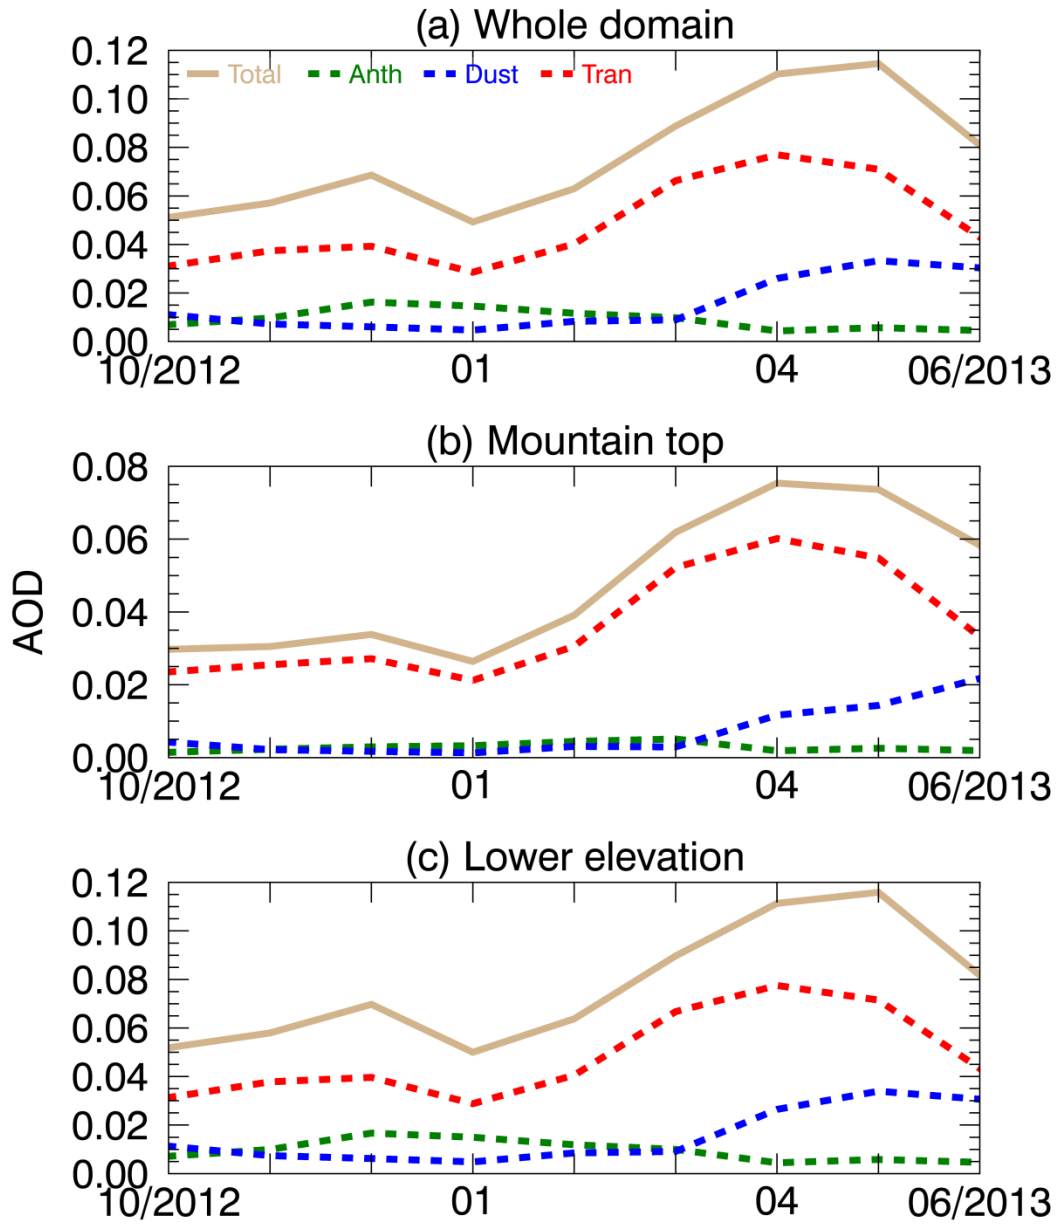 (a) Whole domain
0.12
Total Anth Dust Tran
0.10
0.08
0.06
0.04
0.02
0.00
10/2012 01 04 06/2013
(b) Mountain top
0.08
0.06
AOD
0.04
0.02
0.00
10/2012 01 04 06/2013
(c) Lower elevation
0.12
0.10
0.08
0.06
0.04
0.02
0.00
10/2012 01 04 06/2013